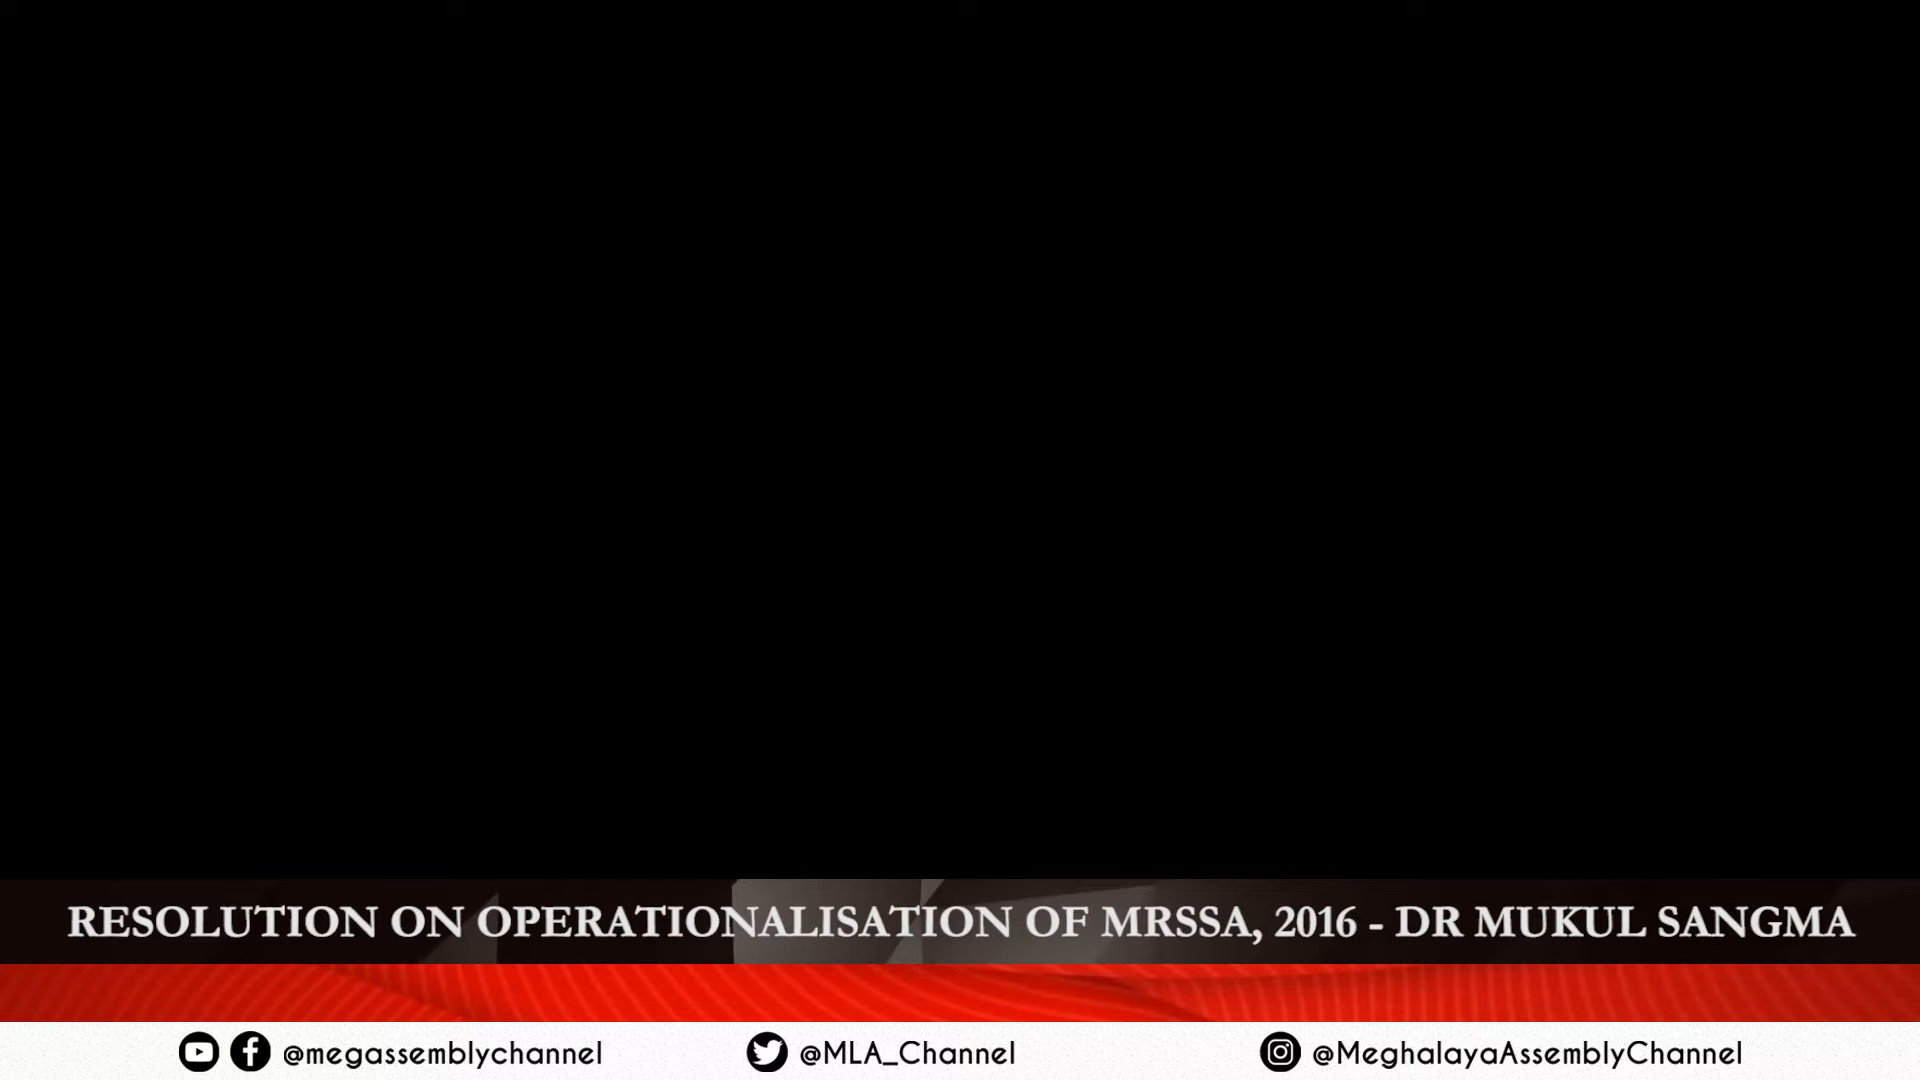 RESOLUTION ON OPERATIONALISATION OF MRSSA, 2016 - DR MUKUL SANGMA
@megassemblychannel @MLA_Channel @MeghalayaAssemblyChannel